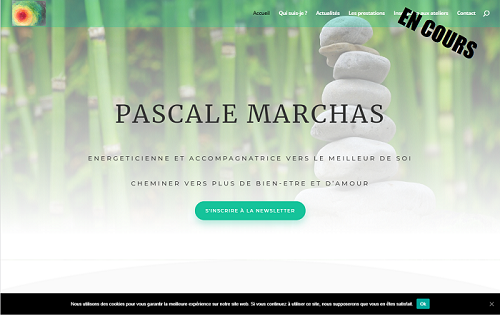 Accueil Qui suis-je ? Actualités Les prestations Contact
EN COURS
PASCALE MARCHAS
ENERGETICIENNE ET ACCOMPAGNATRICE VERS LE MEILLEUR DE SOI
CHEMINER VERS PLUS DE BIEN-ETRE ET D'AMOUR
S'INSCRIRE À LA NEWSLETTER
Nous utilisons des cookies pour vous garantir la meilleure expérience sur notre site web. Si vous continuez à utiliser ce site, nous supposerons que vous en êtes satisfait. Ok